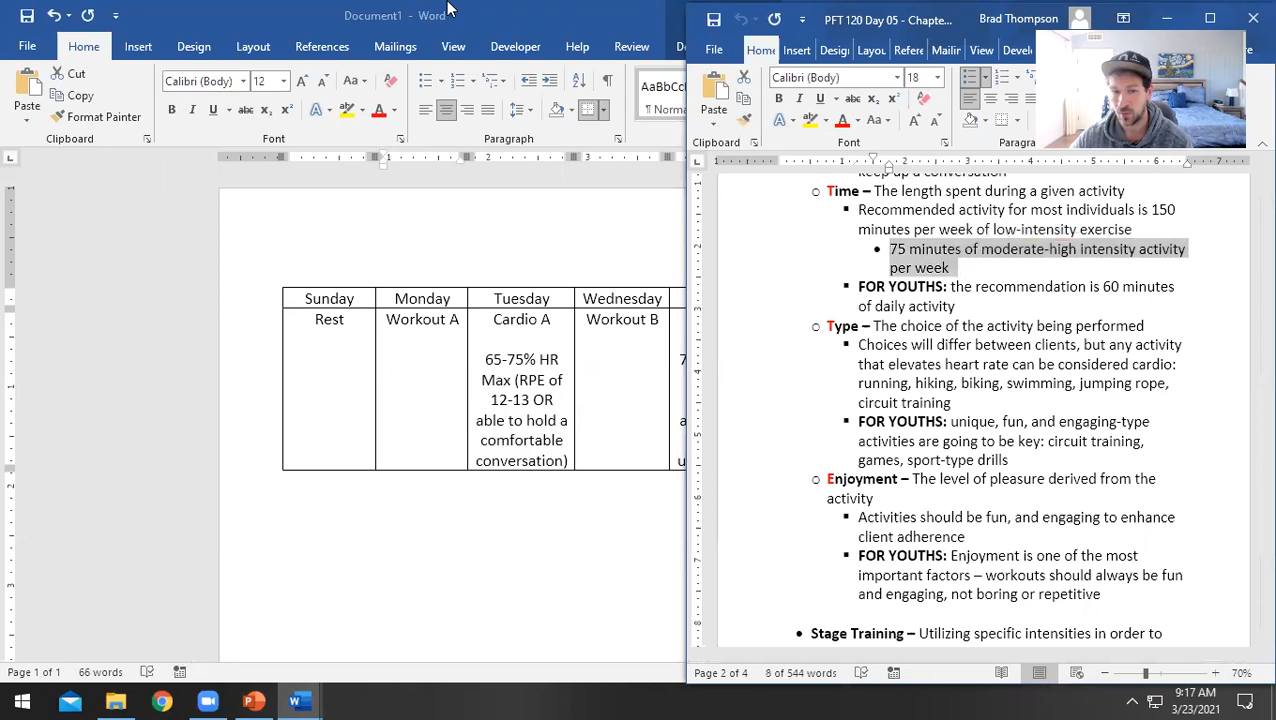 Document1 - Word
File Home Insert Design Layout References Mailings View Developer Help Review
Paste Cut
Copy
Format Painter
Calibri (Body) 12
AaBbCc
¶ Normal
Clipboard Font Paragraph
Sunday Monday Tuesday Wednesday
Rest Workout A Cardio A Workout B
65-75% HR
Max (RPE of
12-13 OR
able to hold a
comfortable
conversation)
Page 1 of 1 66 words
PFT 120 Day 05 - Chapte... Brad Thompson
File Home Insert Desig Layou Refere Mailin View Devel
Paste
Calibri (Body) 18
Clipboard Font Paragra
keep up a conversation
o Time – The length spent during a given activity
▪ Recommended activity for most individuals is 150
minutes per week of low-intensity exercise
• 75 minutes of moderate-high intensity activity
per week
▪ FOR YOUTHS: the recommendation is 60 minutes
of daily activity
o Type – The choice of the activity being performed
▪ Choices will differ between clients, but any activity
that elevates heart rate can be considered cardio:
running, hiking, biking, swimming, jumping rope,
circuit training
▪ FOR YOUTHS: unique, fun, and engaging-type
activities are going to be key: circuit training,
games, sport-type drills
o Enjoyment – The level of pleasure derived from the
activity
▪ Activities should be fun, and engaging to enhance
client adherence
▪ FOR YOUTHS: Enjoyment is one of the most
important factors – workouts should always be fun
and engaging, not boring or repetitive
• Stage Training – Utilizing specific intensities in order to
Page 2 of 4 8 of 544 words 70%
9:17 AM
3/23/2021